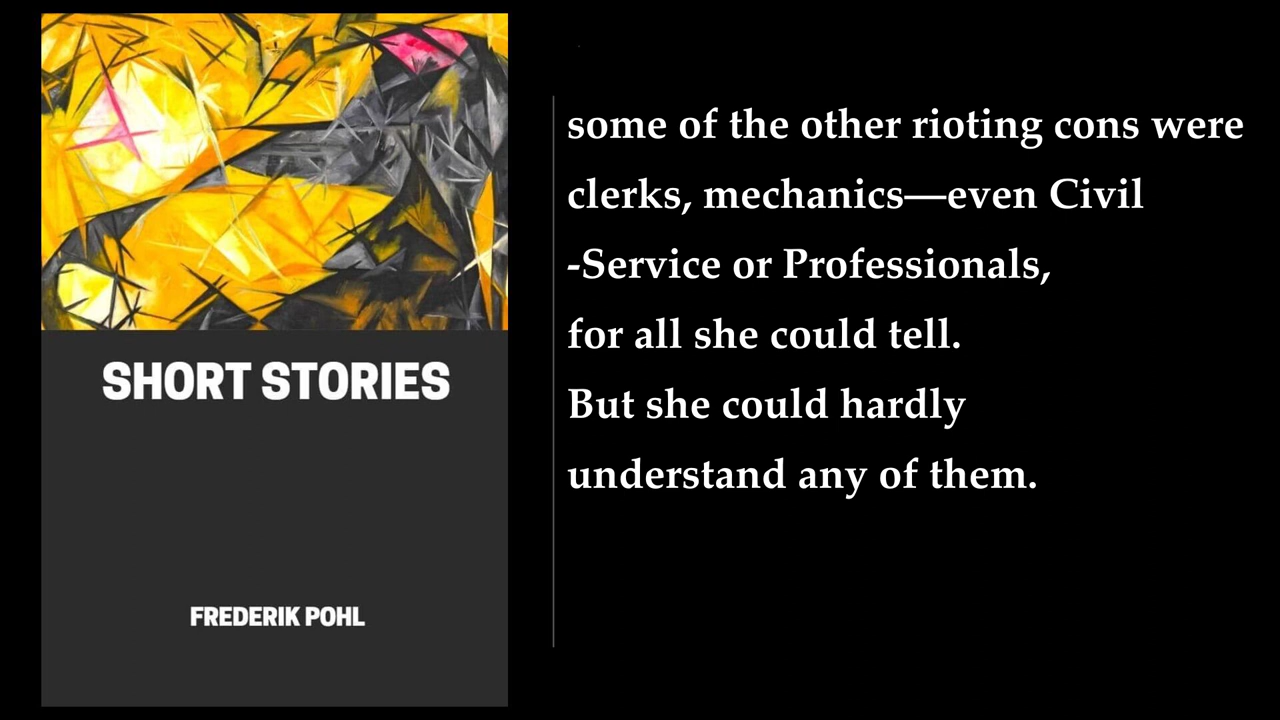 SHORT STORIES
FREDERIK POHL
some of the other rioting cons were
clerks, mechanics—even Civil
-Service or Professionals,
for all she could tell.
But she could hardly
understand any of them.